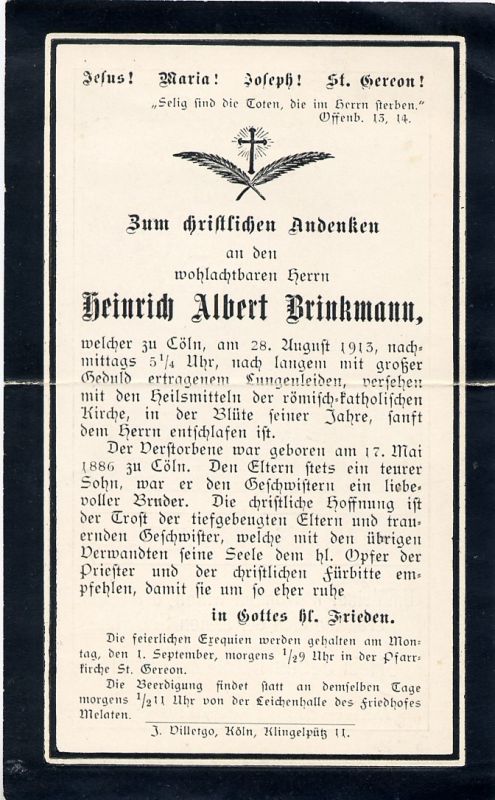 Jesus! Maria! Joseph! St. Gereon!
„Selig sind die Toten, die im Herrn sterben."
Offenb. 13, 14.
Zum christlichen Andenken
an den
wohlachtbaren Herrn
Heinrich Albert Brinkmann,
welcher zu Cöln, am 28. August 1913, nach-
mittags 5 1/4 Uhr, nach langem mit großer
Geduld ertragenem Lungenleiden, versehen
mit den Heilsmitteln der römisch-katholischen
Kirche, in der Blüte seiner Jahre, sanft
dem Herrn entschlafen ist.
Der Verstorbene war geboren am 17. Mai
1886 zu Cöln. Den Eltern stets ein teurer
Sohn, war er den Geschwistern ein liebe-
voller Bruder. Die christliche Hoffnung ist
der Trost der tiefgebeugten Eltern und trau-
ernden Geschwister, welche mit den übrigen
Verwandten seine Seele dem hl. Opfer der
Priester und der christlichen Fürbitte em-
pfehlen, damit sie um so eher ruhe
in Gottes hl. Frieden.
Die feierlichen Exequien werden gehalten am Mon-
tag, den 1. September, morgens 1/29 Uhr in der Pfarr-
kirche St. Gereon.
Die Beerdigung findet statt an demselben Tage
morgens 1/211 Uhr von der Leichenhalle des Friedhofes
Melaten.
J. Dilletgo, Köln, Klingelpütz 11.